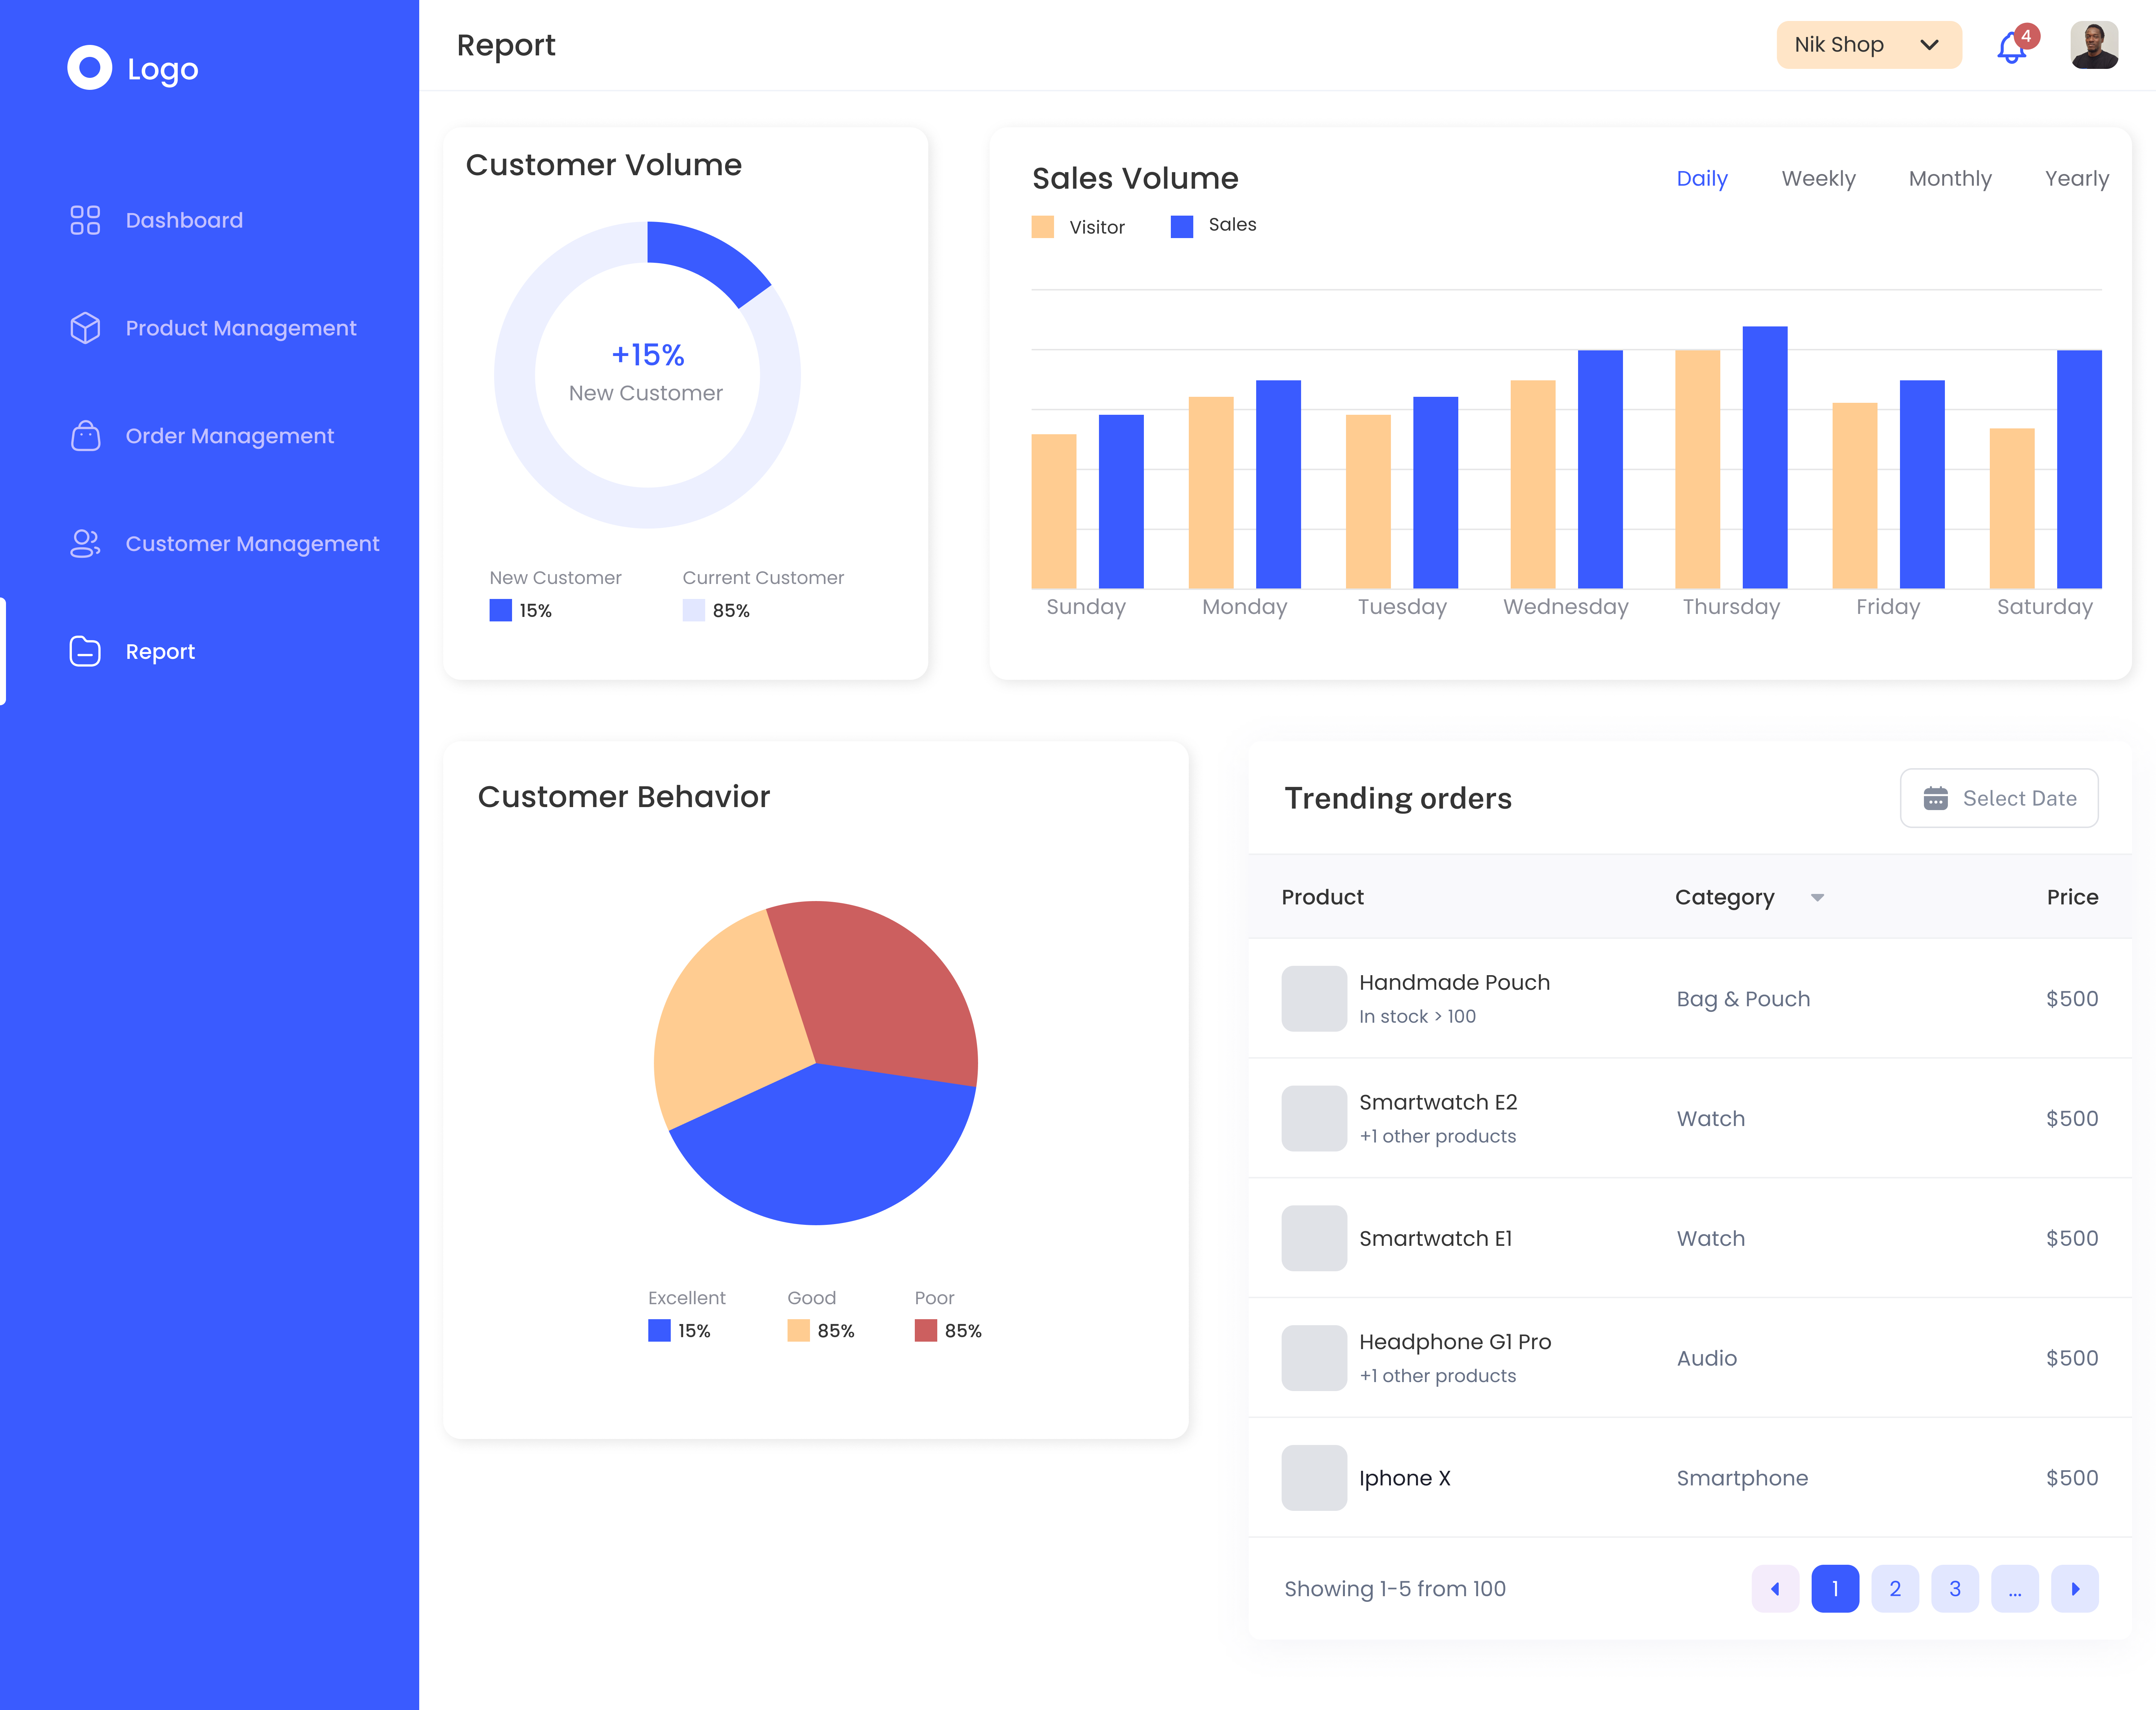 Logo
Dashboard
Product Management
Order Management
Customer Management
Report
Report
Nik Shop
4
Customer Volume
+15%
New Customer
New Customer
15%
Current Customer
85%
Sales Volume
Daily Weekly Monthly Yearly
Visitor Sales
Sunday Monday Tuesday Wednesday Thursday Friday Saturday
Customer Behavior
Excellent Good Poor
15% 85% 85%
Trending orders
Select Date
Product Category Price
Handmade Pouch
In stock > 100
Bag & Pouch
$500
Smartwatch E2
+1 other products
Watch
$500
Smartwatch E1
Watch
$500
Headphone G1 Pro
+1 other products
Audio
$500
Iphone X
Smartphone
$500
Showing 1-5 from 100
1 2 3 ...